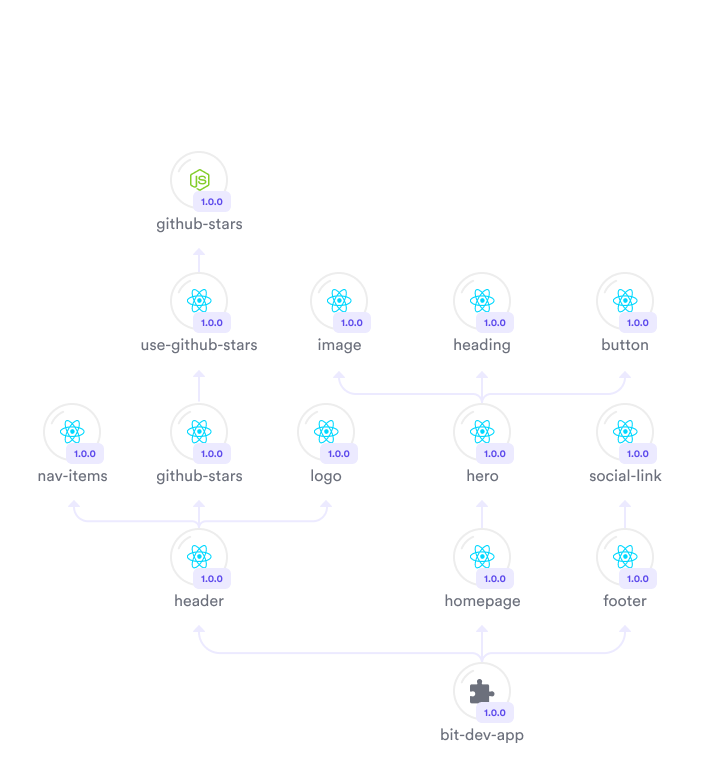 JS
1.0.0
github-stars
1.0.0
1.0.0
1.0.0
1.0.0
use-github-stars
image
heading
button
1.0.0
1.0.0
1.0.0
1.0.0
1.0.0
nav-items
github-stars
logo
hero
social-link
1.0.0
1.0.0
1.0.0
header
homepage
footer
1.0.0
bit-dev-app